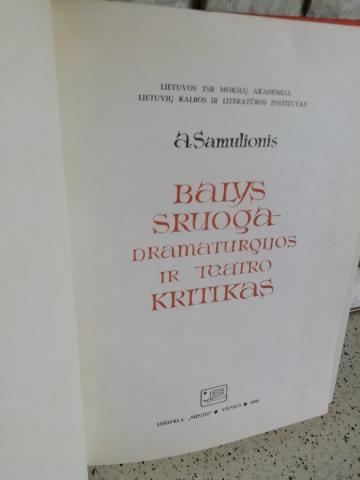 LIETUVOS TSR MOKSLŲ AKADEMIJA
LIETUVIŲ KALBOS IR LITERATŪROS INSTITUTAS
A. Samulionis
BALYS
SRUOGA-
DRAMATURGIJOS
IR TEATRO
KRITIKAS
LEIDYKLA „MINTIS“ ● VILNIUS ● 1968